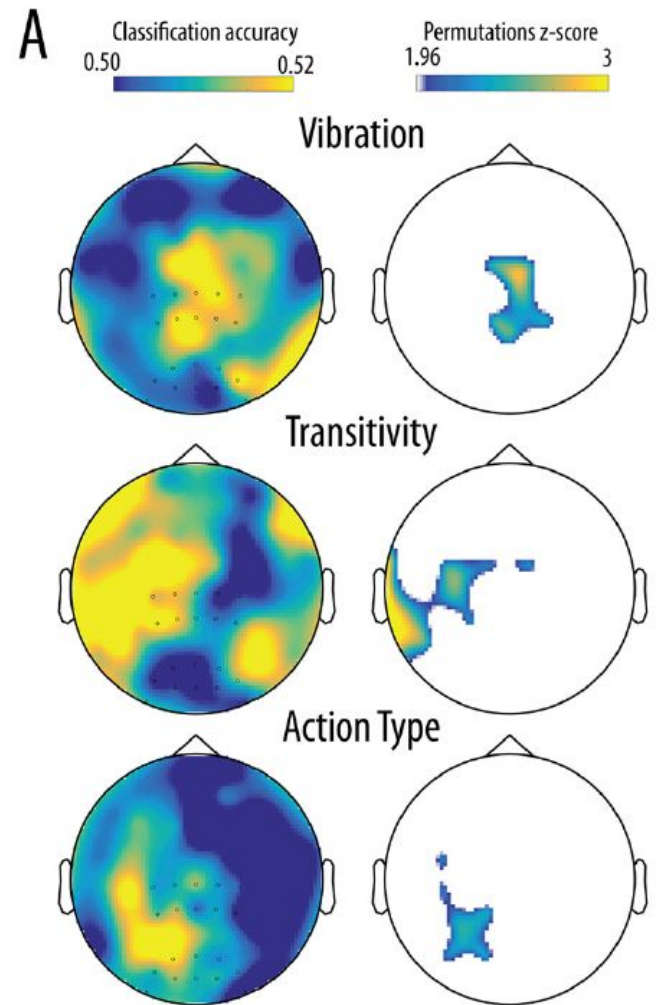 A
Classification accuracy
0.50 0.52
Permutations z-score
1.96 3
Vibration
Transitivity
Action Type